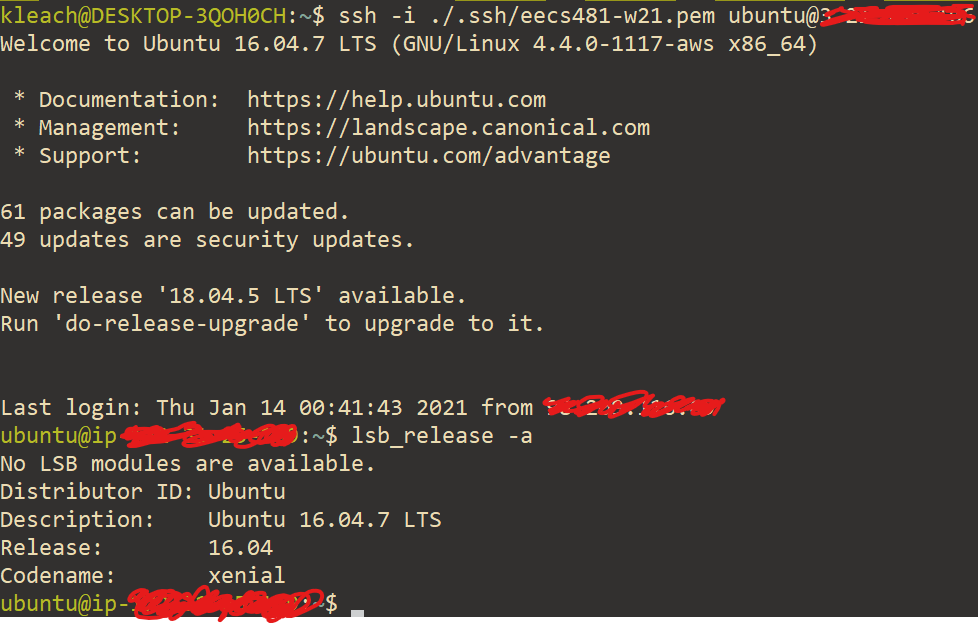 kleach@DESKTOP-3QOH0CH:~$ ssh -i ./.ssh/eecs481-w21.pem ubuntu@
Welcome to Ubuntu 16.04.7 LTS (GNU/Linux 4.4.0-1117-aws x86_64)
* Documentation: https://help.ubuntu.com
* Management: https://landscape.canonical.com
* Support: https://ubuntu.com/advantage
61 packages can be updated.
49 updates are security updates.
New release '18.04.5 LTS' available.
Run 'do-release-upgrade' to upgrade to it.
Last login: Thu Jan 14 00:41:43 2021 from
ubuntu@ip- :~$ lsb_release -a
No LSB modules are available.
Distributor ID: Ubuntu
Description: Ubuntu 16.04.7 LTS
Release: 16.04
Codename: xenial
ubuntu@ip- $